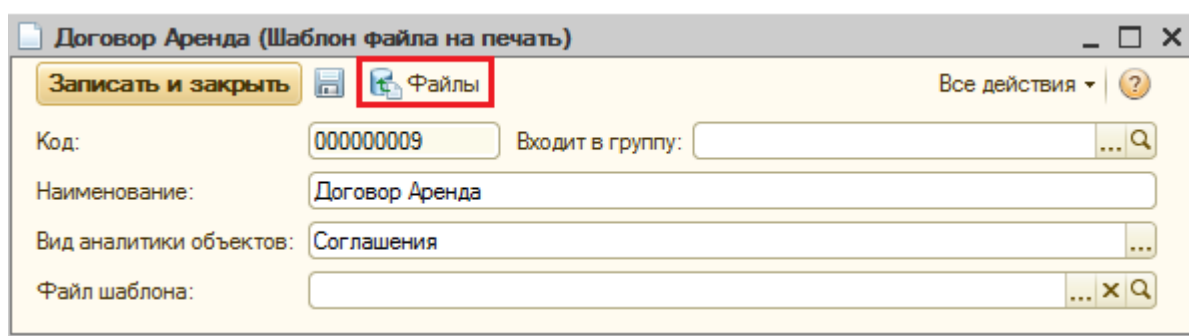 Договор Аренда (Шаблон файла на печать)
Записать и закрыть Файлы Все действия ?
Код: 000000009 Входит в группу: ...
Наименование: Договор Аренда
Вид аналитики объектов: Соглашения ...
Файл шаблона: ...